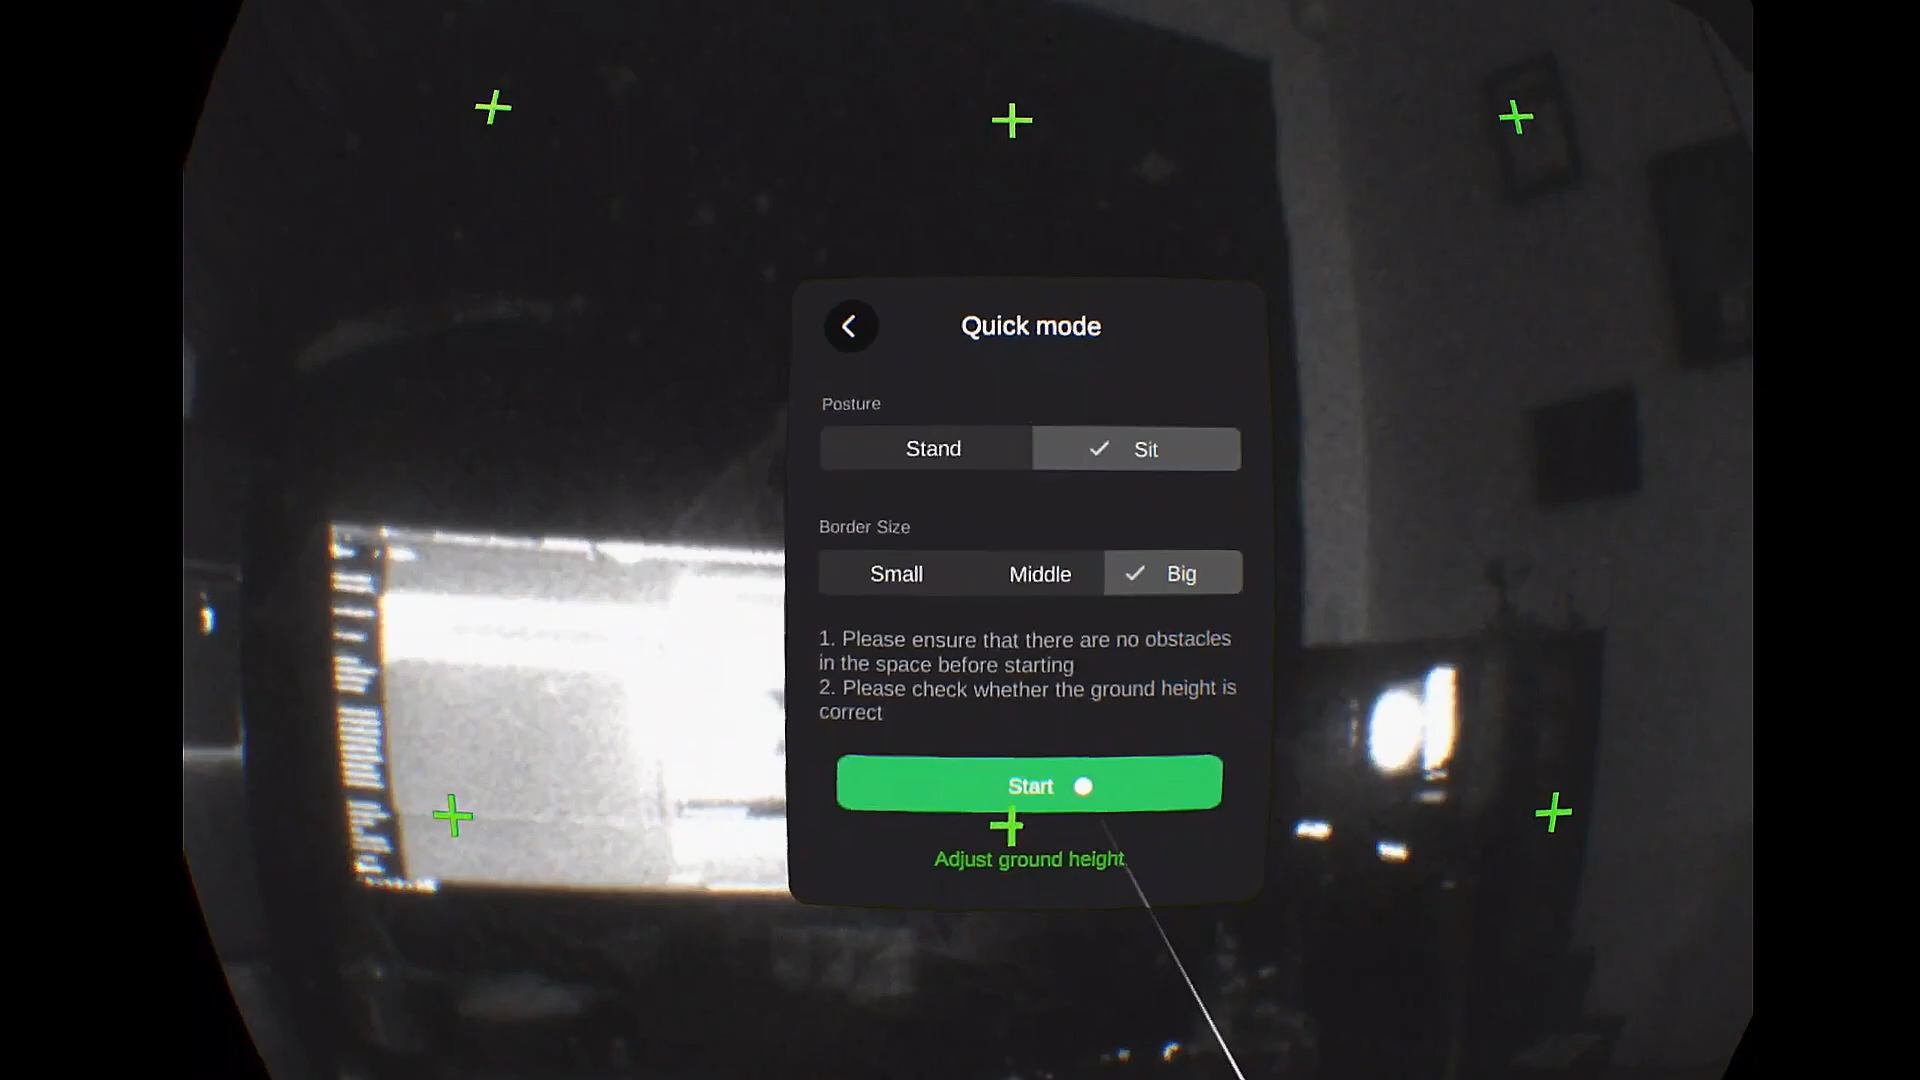 Quick mode
Posture
Stand
Sit
Border Size
Small
Middle
Big
1. Please ensure that there are no obstacles
in the space before starting
2. Please check whether the ground height is
correct
Start
Adjust ground height